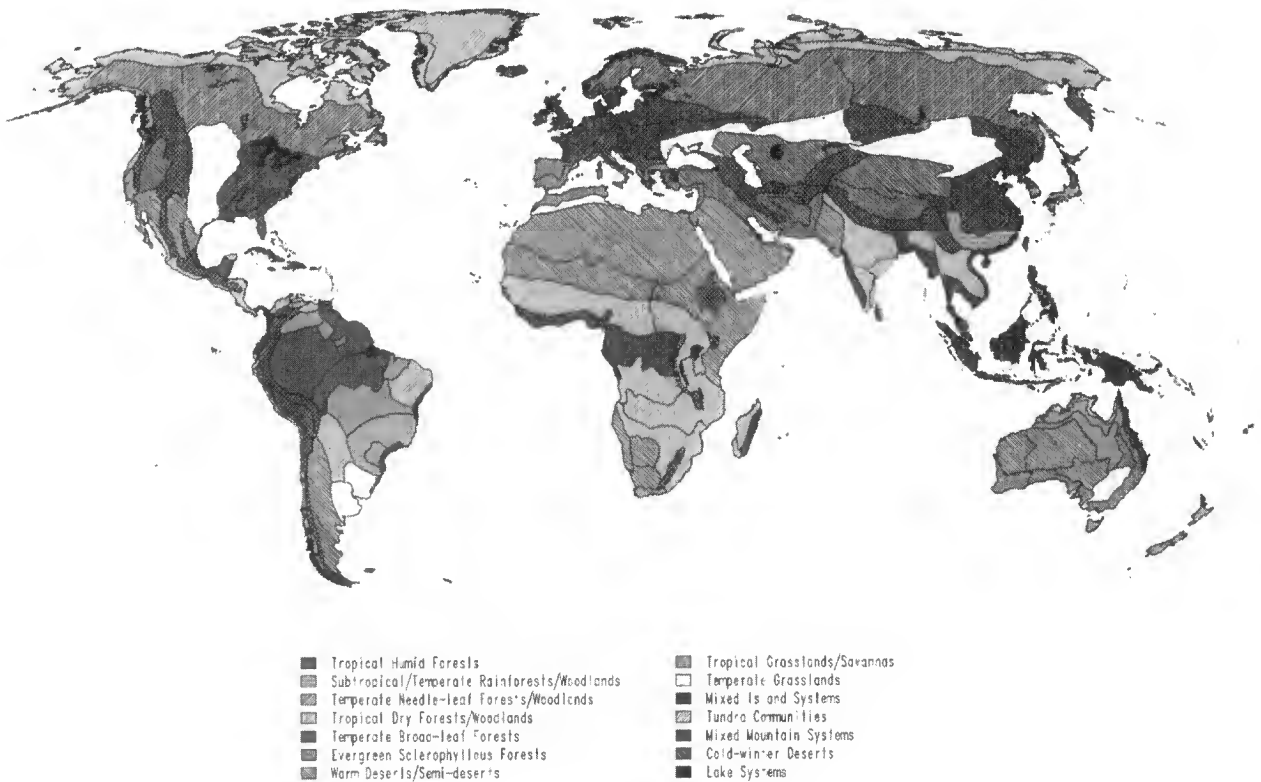 Tropical Humid Forests
Subtropical/Temperate Rainforests/Woodlands
Temperate Needle-leaf Forests/Woodlands
Tropical Dry Forests/Woodlands
Temperate Broad-leaf Forests
Evergreen Sclerophyllous Forests
Warm Deserts/Semi-deserts
Tropical Grasslands/Savannas
Temperate Grasslands
Mixed Is and Systems
Tundra Communities
Mixed Mountain Systems
Cold-winter Deserts
Lake Systems